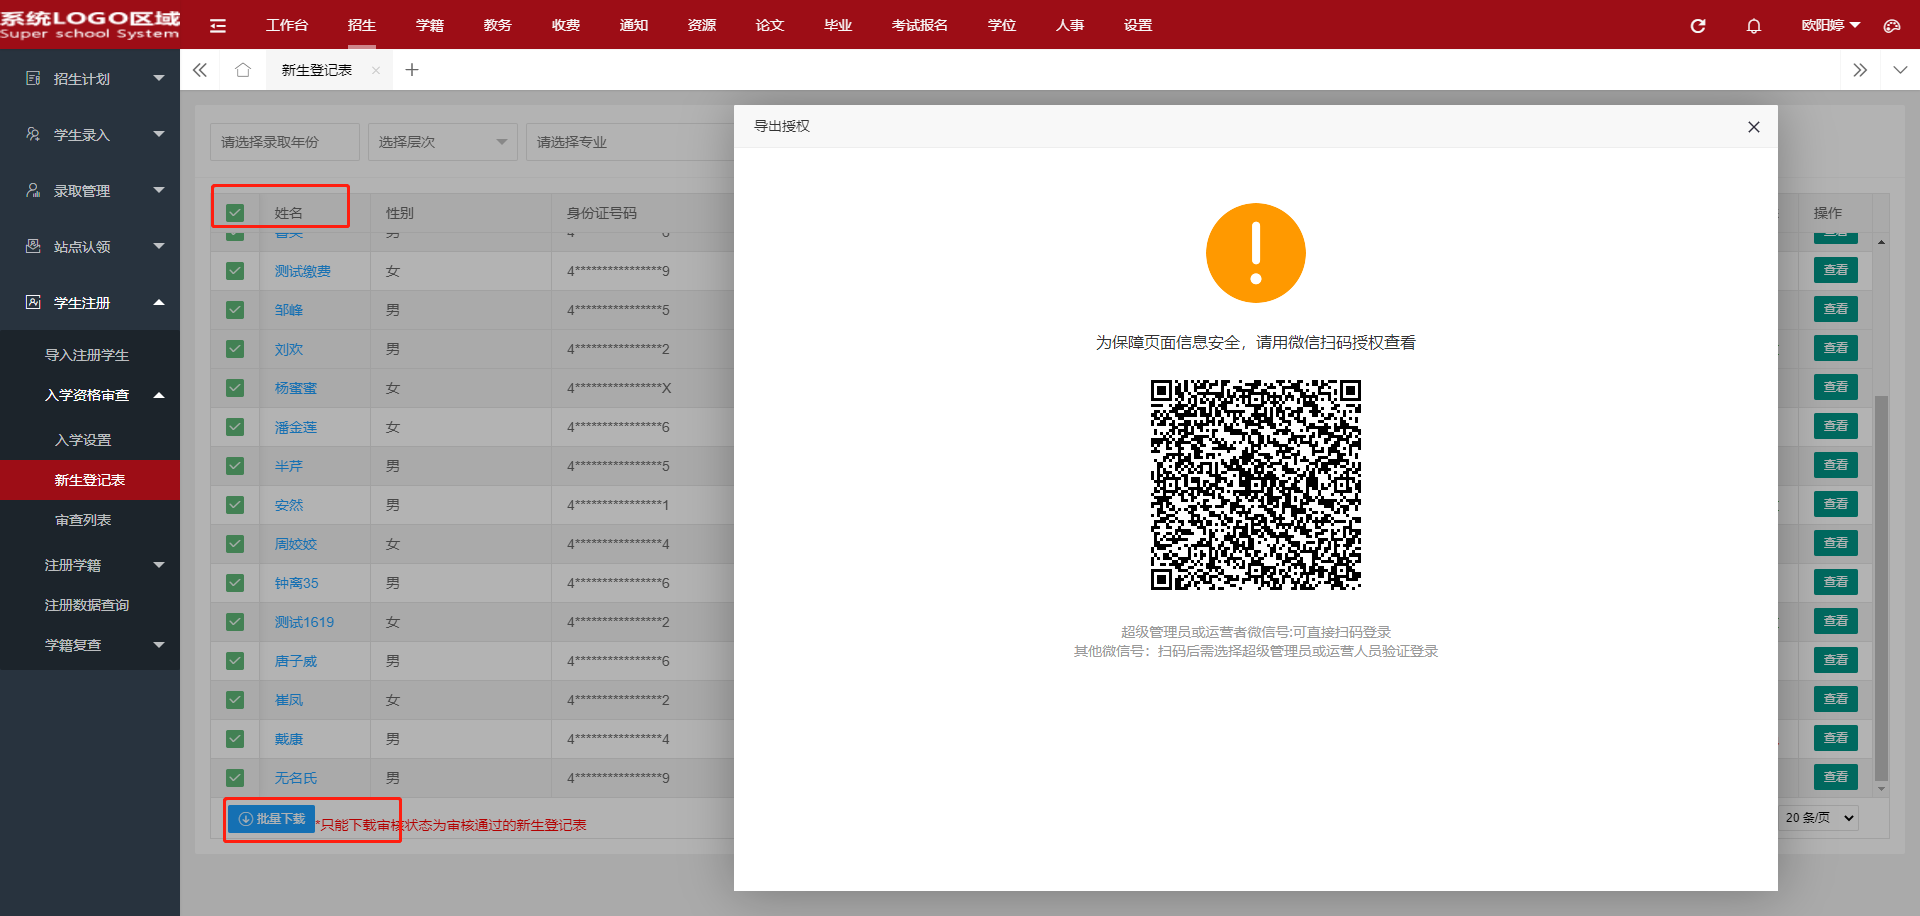 系统LOGO区域
Super school System
工作台 招生 学籍 教务 收费 通知 资源 论文 毕业 考试报名 学位 人事 设置
欧阳婷
新生登记表
招生计划
学生录入
录取管理
站点认领
学生注册
导入注册学生
入学资格审查
入学设置
新生登记表
审查列表
注册学籍
注册数据查询
学籍复查
请选择录取年份 选择层次 请选择专业
姓名 性别 身份证号码 操作
测试缴费 女 4****************9 查看
邹峰 男 4****************5 查看
刘欢 男 4****************2 查看
杨蜜蜜 女 4****************X 查看
潘金莲 女 4****************6 查看
半芹 男 4****************5 查看
安然 男 4****************1 查看
周姣姣 女 4****************4 查看
钟离35 男 4****************6 查看
测试1619 女 4****************2 查看
唐子威 男 4****************6 查看
崔凤 女 4****************2 查看
戴康 男 4****************4 查看
无名氏 男 4****************9 查看
批量下载 *只能下载审核状态为审核通过的新生登记表
20 条/页
导出授权
为保障页面信息安全，请用微信扫码授权查看
超级管理员或运营者微信号:可直接扫码登录
其他微信号：扫码后需选择超级管理员或运营人员验证登录